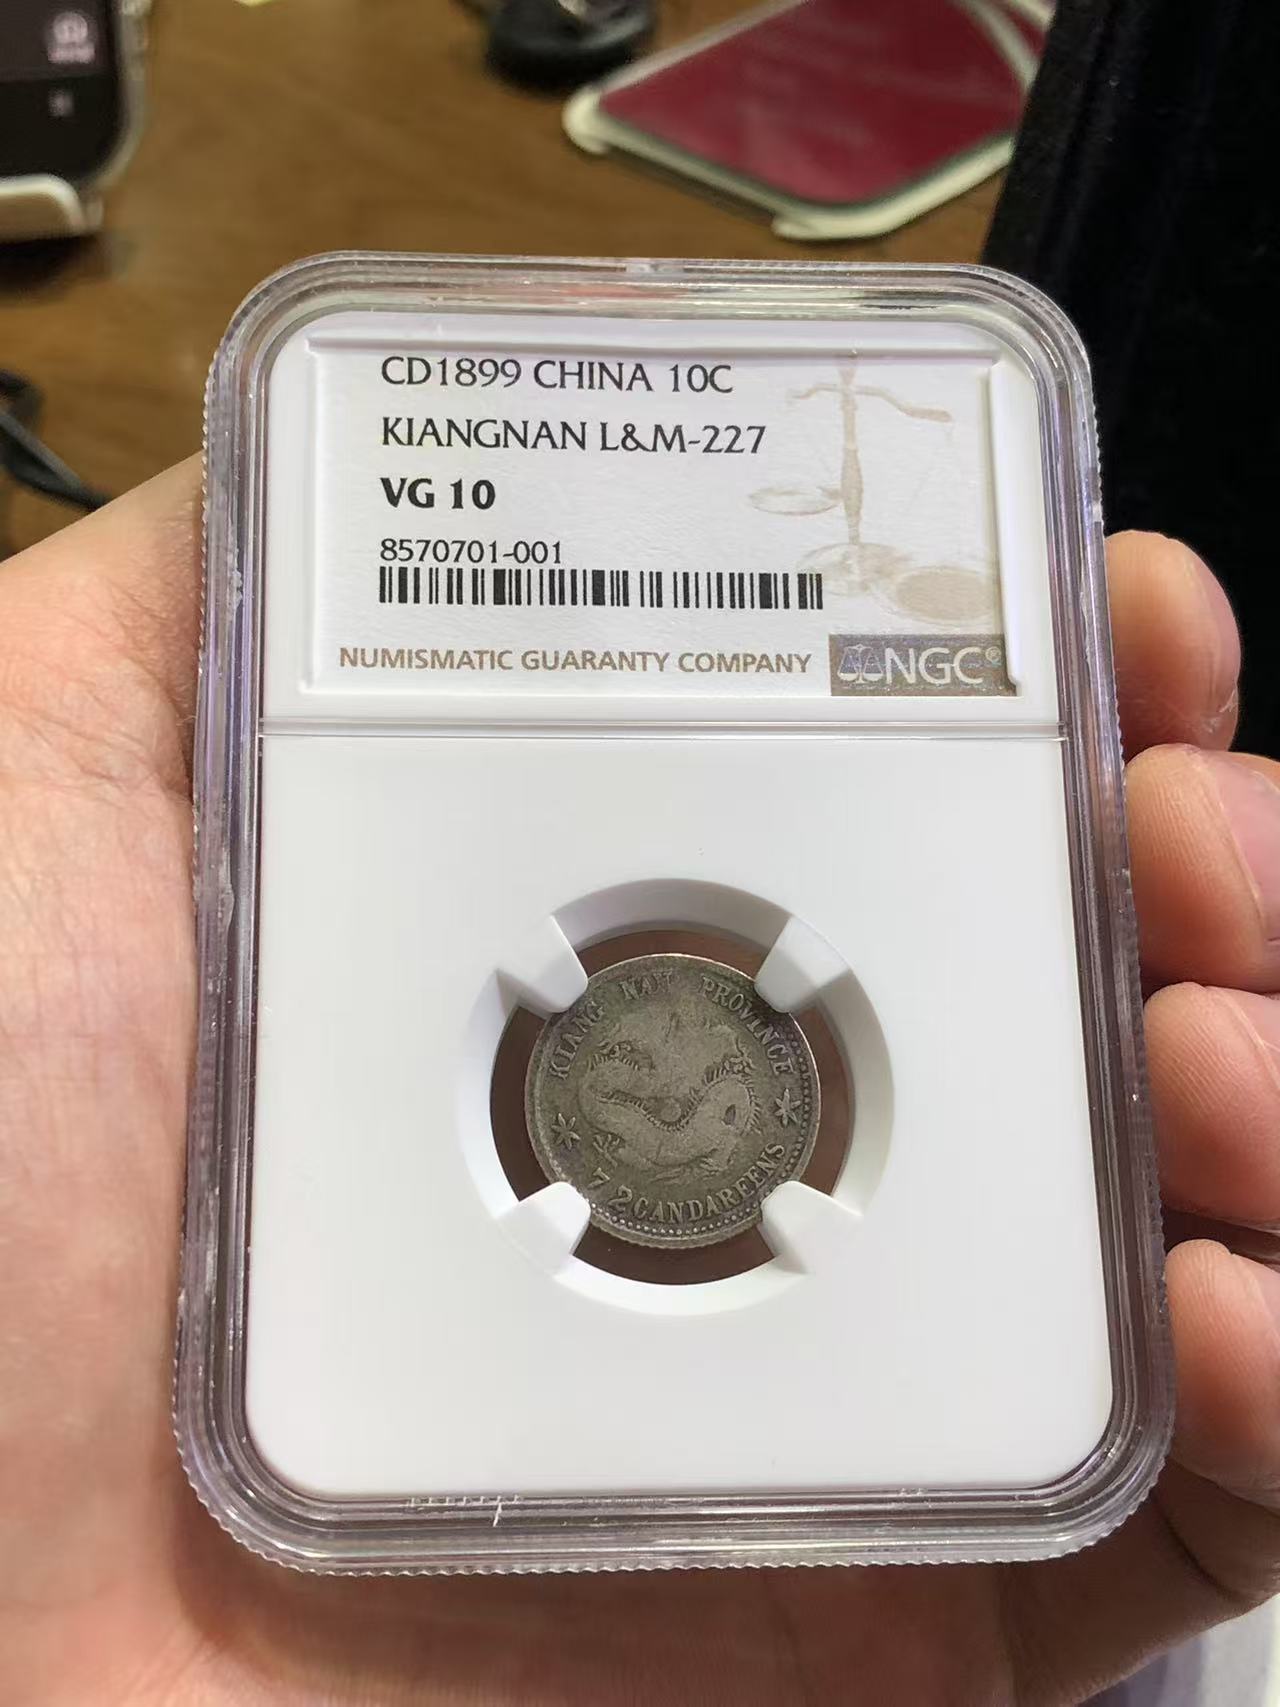 CD1899 CHINA 10C
KIANGNAN L&M-227
VG 10
8570701-001
NUMISMATIC GUARANTY COMPANY
NGC®
KIANG NAN PROVINCE
7 2 CANDAREENS